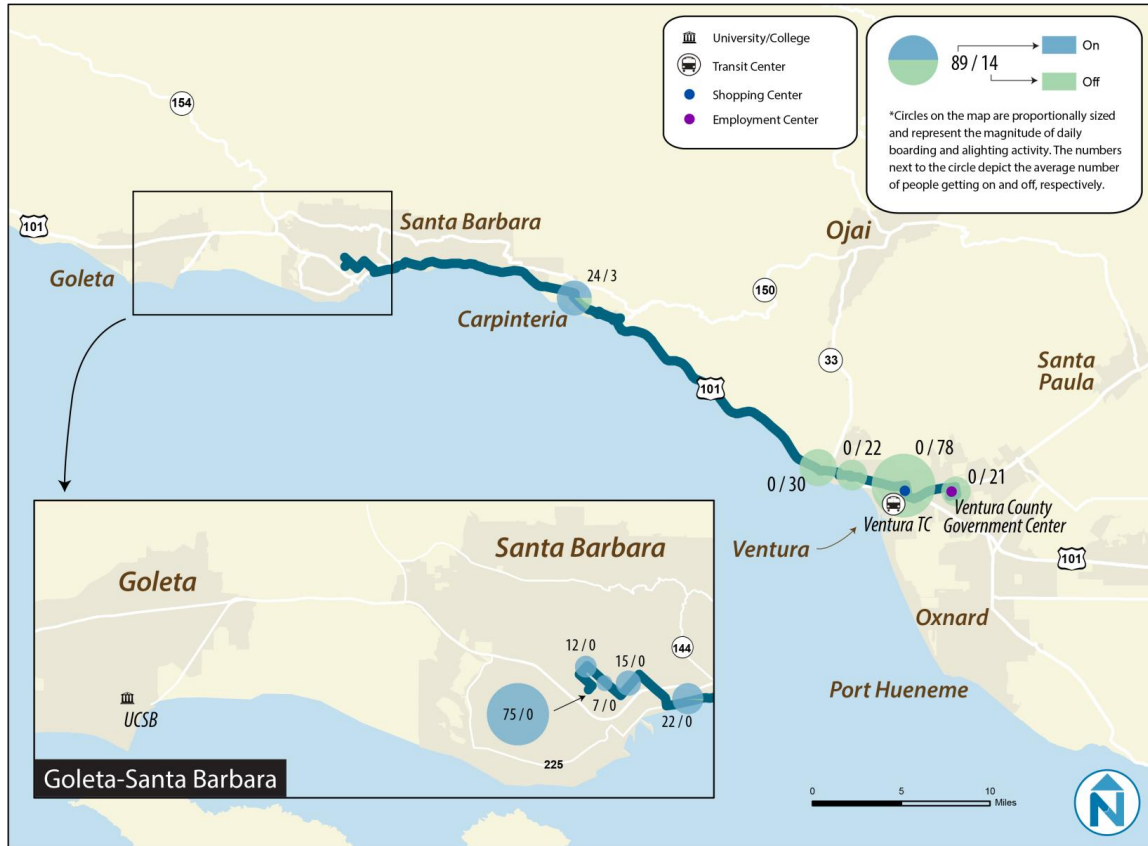 University/College
Transit Center
Shopping Center
Employment Center
89 / 14
On
Off
*Circles on the map are proportionally sized
and represent the magnitude of daily
boarding and alighting activity. The numbers
next to the circle depict the average number
of people getting on and off, respectively.
154
101
Goleta
Santa Barbara
24 / 3
Carpinteria
Ojai
150
33
Santa
Paula
101
0 / 22
0 / 78
0 / 30
0 / 21
Ventura TC
Ventura County
Government Center
Ventura
101
Oxnard
Port Hueneme
Santa Barbara
Goleta
144
12 / 0
15 / 0
7 / 0
75 / 0
22 / 0
UCSB
225
Goleta-Santa Barbara
0
5
10
Miles
N